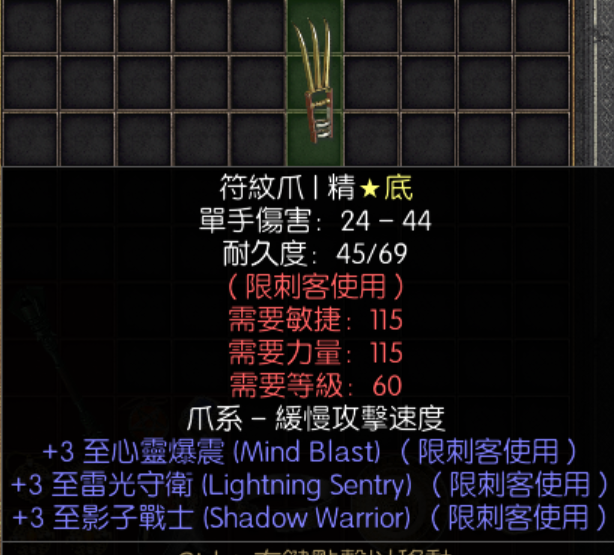 符紋爪 | 精★底
單手傷害: 24 – 44
耐久度: 45/69
( 限刺客使用 )
需要敏捷: 115
需要力量: 115
需要等級: 60
爪系 – 緩慢攻擊速度
+3 至心靈爆震 (Mind Blast) ( 限刺客使用 )
+3 至雷光守衛 (Lightning Sentry) ( 限刺客使用 )
+3 至影子戰士 (Shadow Warrior) ( 限刺客使用 )